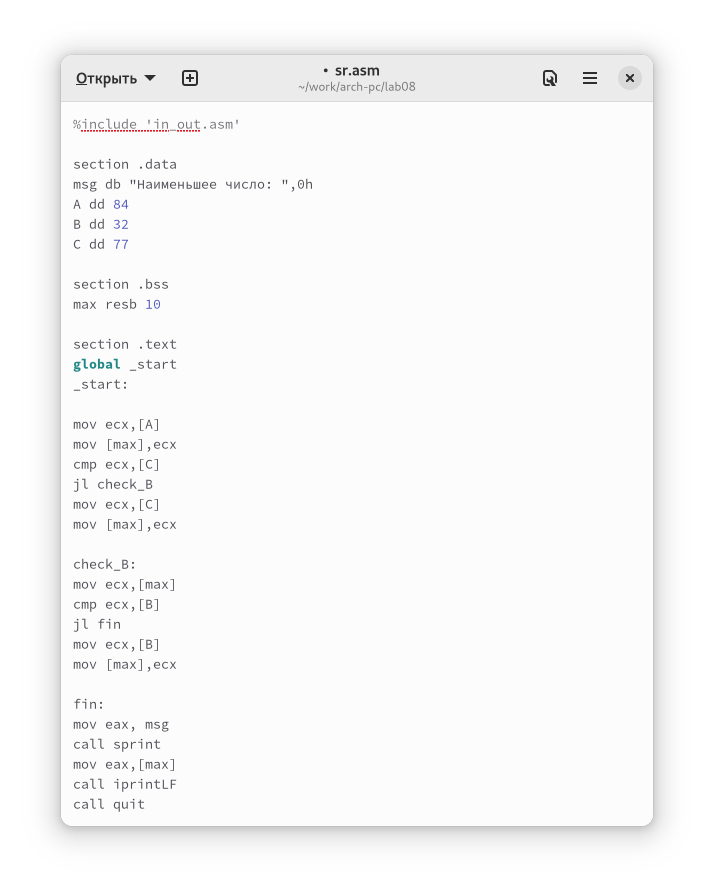 Открыть
• sr.asm
~/work/arch-pc/lab08
%include 'in_out.asm'
section .data
msg db "Наименьшее число: ",0h
A dd 84
B dd 32
C dd 77
section .bss
max resb 10
section .text
global _start
_start:
mov ecx,[A]
mov [max],ecx
cmp ecx,[C]
jl check_B
mov ecx,[C]
mov [max],ecx
check_B:
mov ecx,[max]
cmp ecx,[B]
jl fin
mov ecx,[B]
mov [max],ecx
fin:
mov eax, msg
call sprint
mov eax,[max]
call iprintLF
call quit